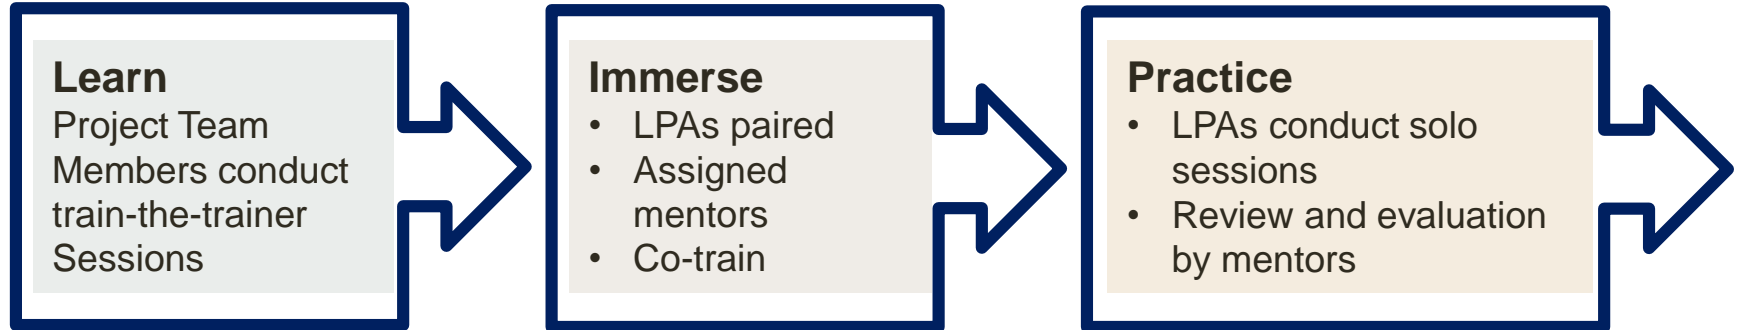 Learn
Project Team
Members conduct
train-the-trainer
Sessions
Immerse
• LPAs paired
• Assigned
mentors
• Co-train
Practice
• LPAs conduct solo
sessions
• Review and evaluation
by mentors